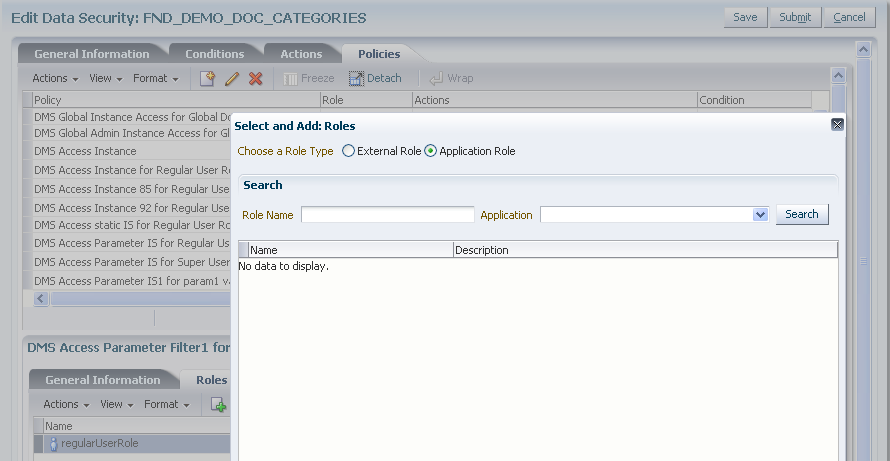 Edit Data Security: FND_DEMO_DOC_CATEGORIES
Save Submit Cancel
General Information Conditions Actions Policies
Actions View Format Freeze Detach Wrap
Policy Role Actions Condition
DMS Global Instance Access for Global Do
DMS Global Admin Instance Access for Gl
DMS Access Instance
DMS Access Instance for Regular User Ro
DMS Access Instance 85 for Regular Use
DMS Access Instance 92 for Regular Use
DMS Access static IS for Regular User Ro
DMS Access Parameter IS for Regular Us
DMS Access Parameter IS for Super User
DMS Access Parameter IS1 for param1 va
Select and Add: Roles
Choose a Role Type External Role Application Role
Search
Role Name Application Search
Name Description
No data to display.
DMS Access Parameter Filter1 for
General Information Roles
Actions View Format
Name
regularUserRole